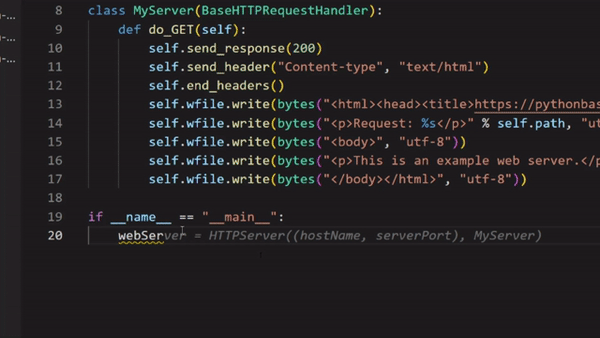 8 class MyServer(BaseHTTPRequestHandler):
9 def do_GET(self):
10 self.send_response(200)
11 self.send_header("Content-type", "text/html")
12 self.end_headers()
13 self.wfile.write(bytes("<html><head><title>https://pythonbas
14 self.wfile.write(bytes("<p>Request: %s</p>" % self.path, "ut
15 self.wfile.write(bytes("<body>", "utf-8"))
16 self.wfile.write(bytes("<p>This is an example web server.</p
17 self.wfile.write(bytes("</body></html>", "utf-8"))
18
19 if __name__ == "__main__":
20 webServer = HTTPServer((hostName, serverPort), MyServer)